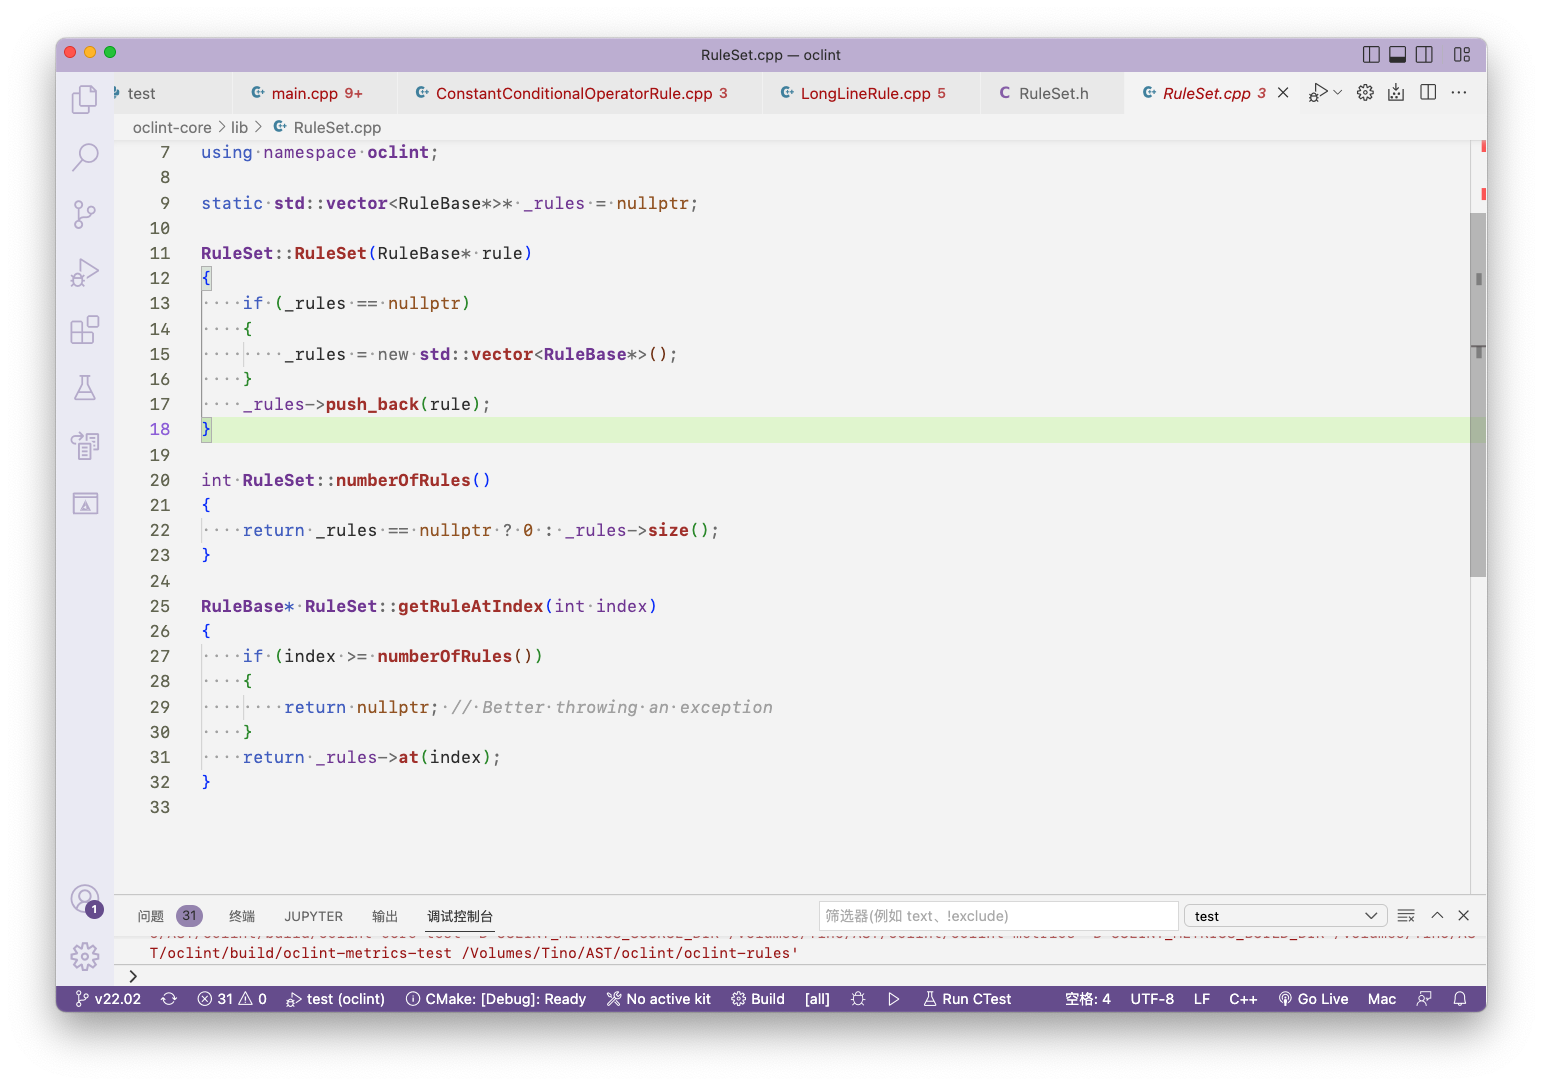 RuleSet.cpp — oclint
test
main.cpp 9+
ConstantConditionalOperatorRule.cpp 3
LongLineRule.cpp 5
C RuleSet.h
RuleSet.cpp 3
oclint-core > lib > RuleSet.cpp
7 using namespace oclint;
8
9 static std::vector<RuleBase*>* _rules = nullptr;
10
11 RuleSet::RuleSet(RuleBase* rule)
12 {
13 if (_rules == nullptr)
14 {
15 _rules = new std::vector<RuleBase*>();
16 }
17 _rules->push_back(rule);
18 }
19
20 int RuleSet::numberOfRules()
21 {
22 return _rules == nullptr ? 0 : _rules->size();
23 }
24
25 RuleBase* RuleSet::getRuleAtIndex(int index)
26 {
27 if (index >= numberOfRules())
28 {
29 return nullptr; // Better throwing an exception
30 }
31 return _rules->at(index);
32 }
33
问题 31 终端 JUPYTER 输出 调试控制台 筛选器(例如 text、!exclude) test
T/oclint/build/oclint-metrics-test /Volumes/Tino/AST/oclint/oclint-rules'
>
1
v22.02 31 0 test (oclint) CMake: [Debug]: Ready No active kit Build [all] Run CTest 空格: 4 UTF-8 LF C++ Go Live Mac